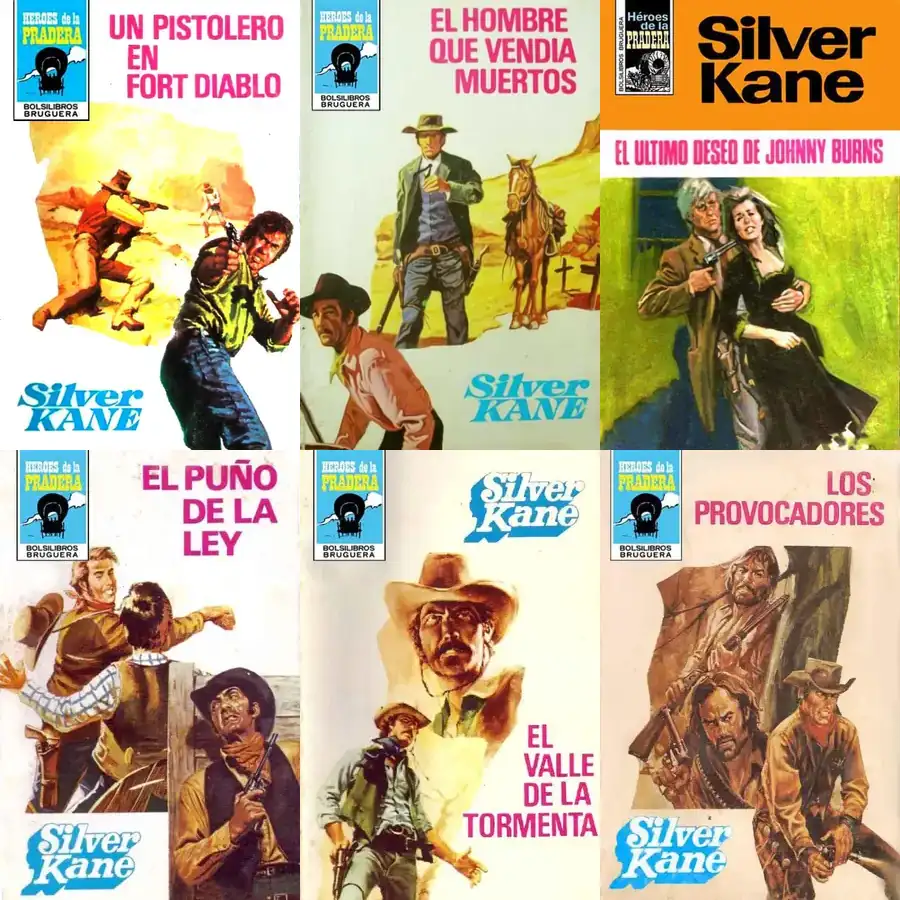 HEROES de la
PRADERA
BOLSILIBROS
BRUGUERA
UN PISTOLERO
EN
FORT DIABLO
Silver
KANE
HEROES de la
PRADERA
BOLSILIBROS
BRUGUERA
EL HOMBRE
QUE VENDIA
MUERTOS
Silver
KANE
BOLSILIBROS BRUGUERA
Héroes
de la
PRADERA
Silver
Kane
EL ULTIMO DESEO DE JOHNNY BURNS
HEROES de la
PRADERA
BOLSILIBROS
BRUGUERA
EL PUÑO
DE LA
LEY
Silver
Kane
HEROES de la
PRADERA
BOLSILIBROS
BRUGUERA
Silver
Kane
EL
VALLE
DE LA
TORMENTA
HEROES de la
PRADERA
BOLSILIBROS
BRUGUERA
LOS
PROVOCADORES
Silver
Kane